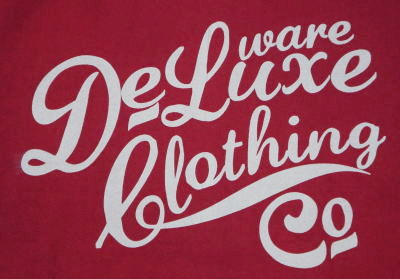 DeLuxe
ware
Clothing
Co